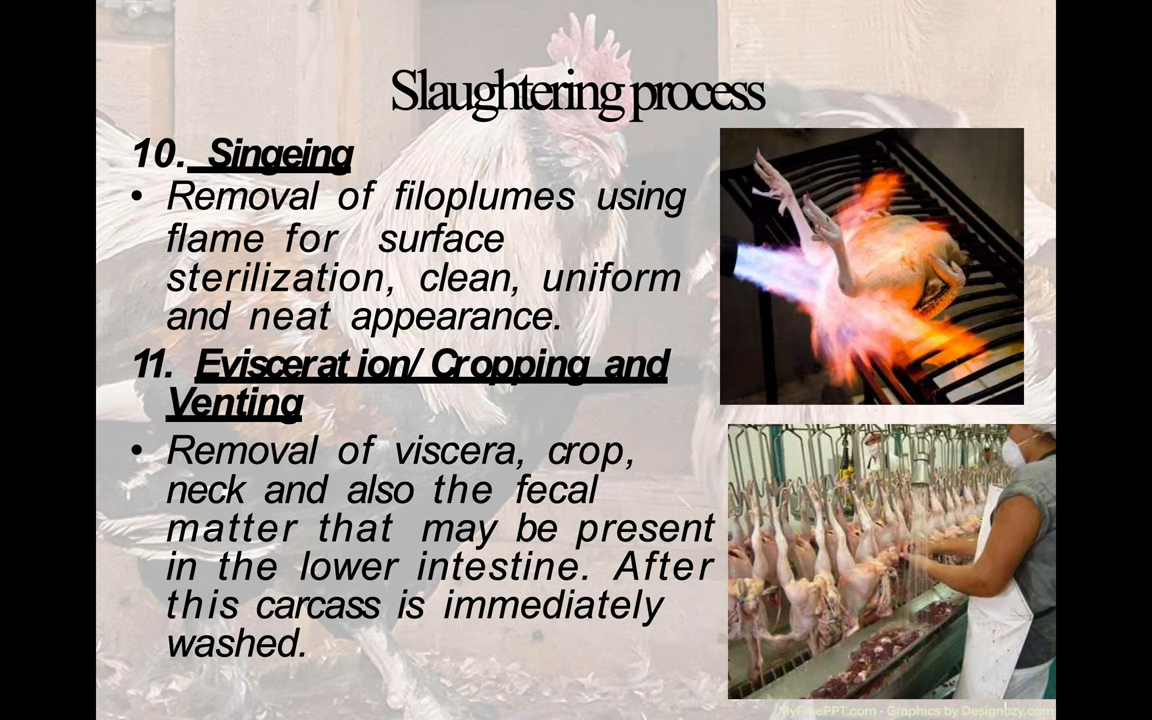 Slaughtering process
10. Singeing
• Removal of filoplumes using
flame for surface
sterilization, clean, uniform
and neat appearance.
11. Eviscerat ion/ Cropping and
Venting
• Removal of viscera, crop,
neck and also the fecal
matter that may be present
in the lower intestine. After
this carcass is immediately
washed.
MyFreePPT.com - Graphics by Designozy.com